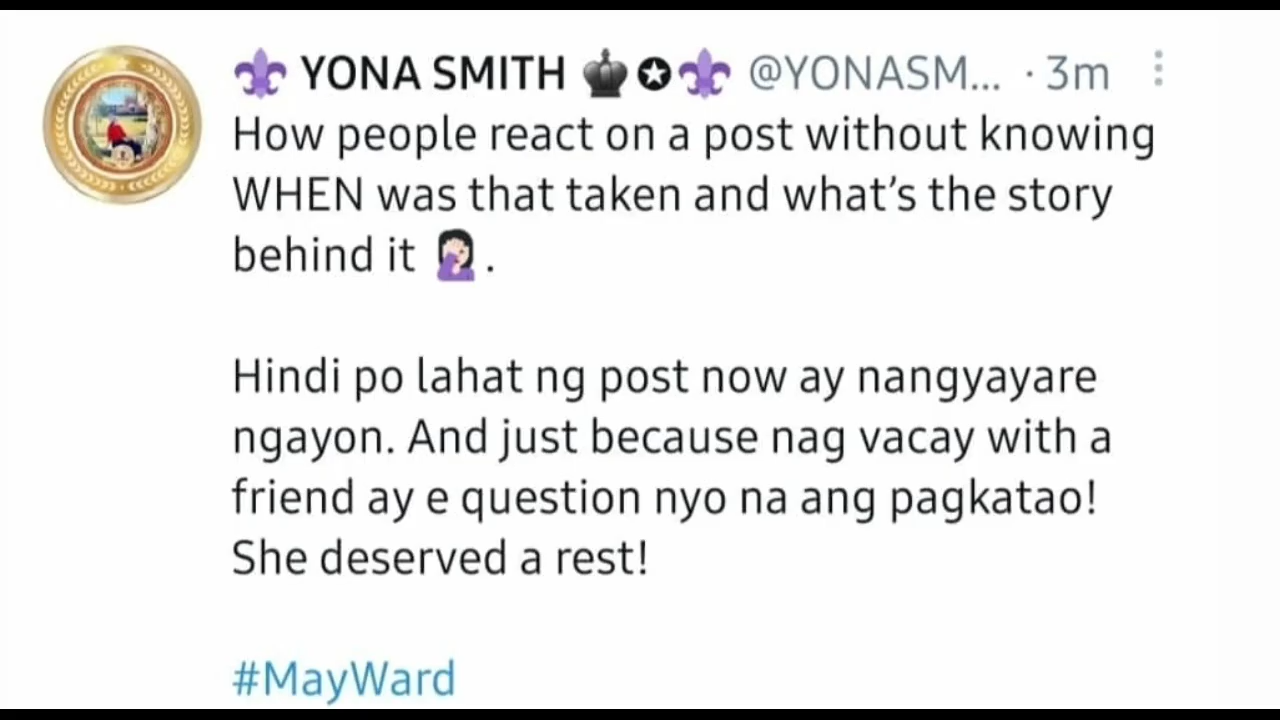 ⚜ YONA SMITH ♚✪⚜ @YONASM... · 3m
How people react on a post without knowing
WHEN was that taken and what's the story
behind it 🤦🏻‍♀️.
Hindi po lahat ng post now ay nangyayare
ngayon. And just because nag vacay with a
friend ay e question nyo na ang pagkatao!
She deserved a rest!
#MayWard